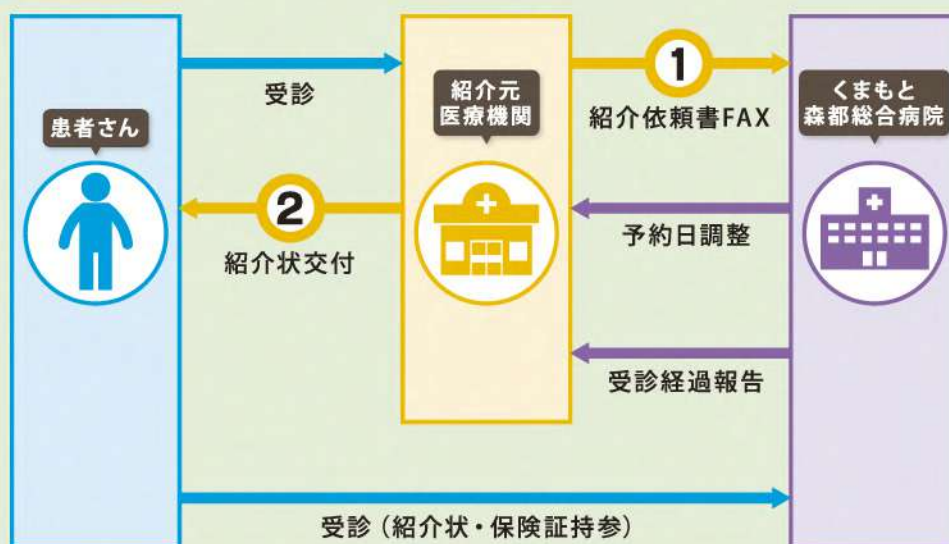 患者さん
受診
紹介元
医療機関
1
紹介依頼書FAX
くまもと
森都総合病院
2
紹介状交付
予約日調整
受診経過報告
受診（紹介状・保険証持参）